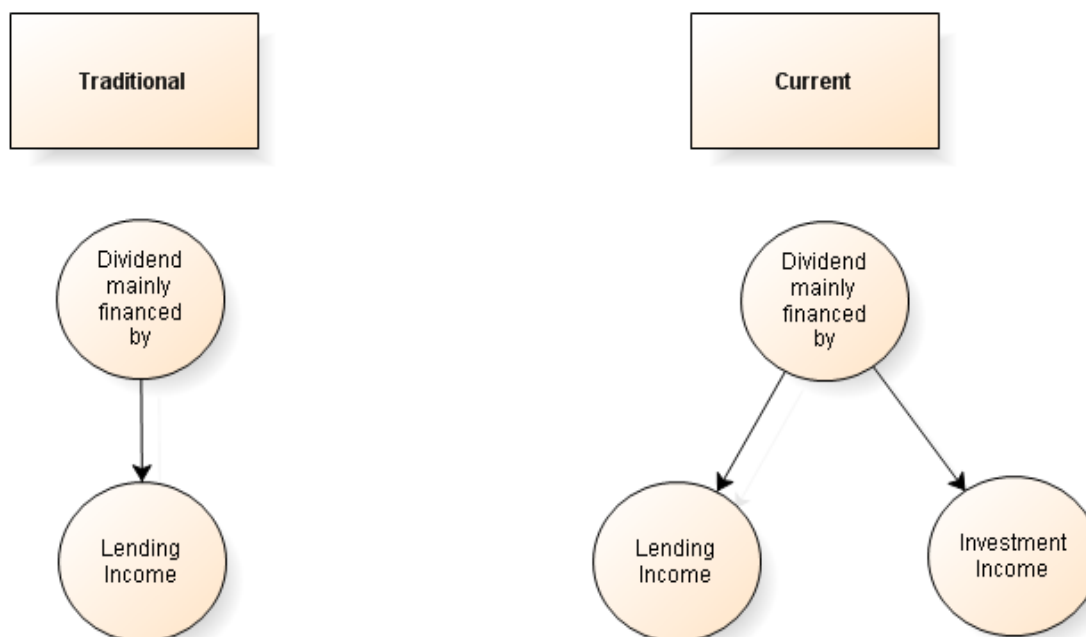 Traditional
Current
Dividend
mainly
financed
by
Dividend
mainly
financed
by
Lending
Income
Lending
Income
Investment
Income